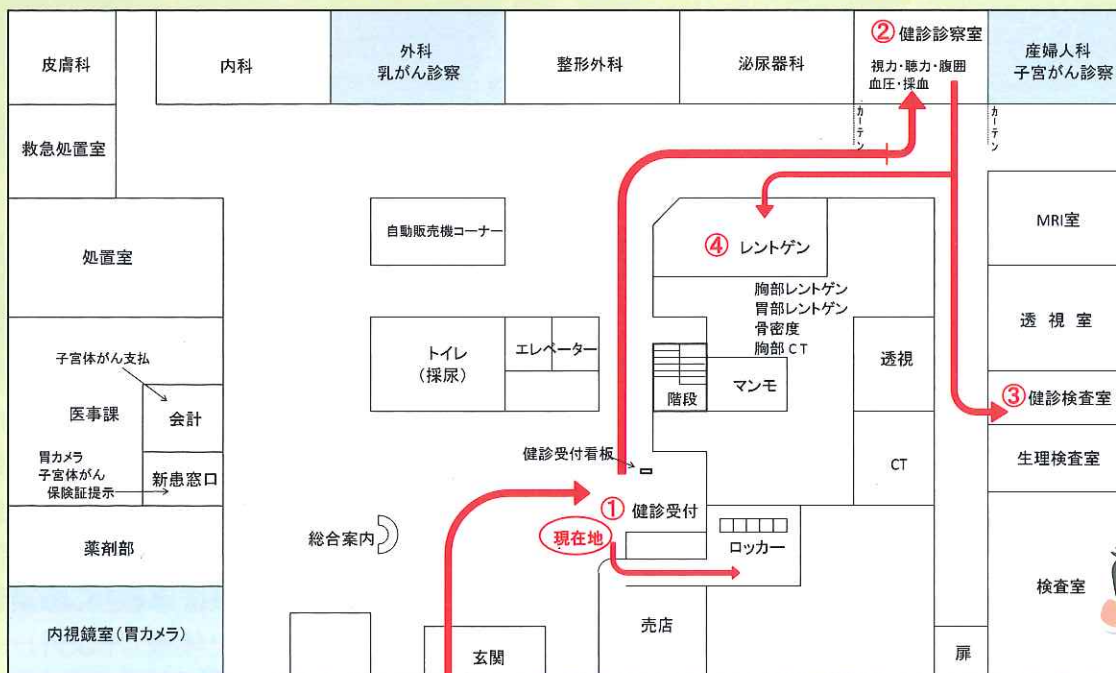 皮膚科
内科
外科
乳がん診察
整形外科
泌尿器科
② 健診診察室
視力・聴力・腹囲
血圧・採血
産婦人科
子宮がん診察
カーテン
カーテン
救急処置室
処置室
自動販売機コーナー
④ レントゲン
胸部レントゲン
胃部レントゲン
骨密度
胸部CT
MRI室
透視室
トイレ
(採尿)
エレベーター
階段
マンモ
透視
③ 健診検査室
子宮体がん支払
医事課
会計
胃カメラ
子宮体がん
保険証提示
新患窓口
健診受付看板
CT
生理検査室
① 健診受付
現在地
総合案内
ロッカー
薬剤部
検査室
内視鏡室(胃カメラ)
売店
玄関
扉